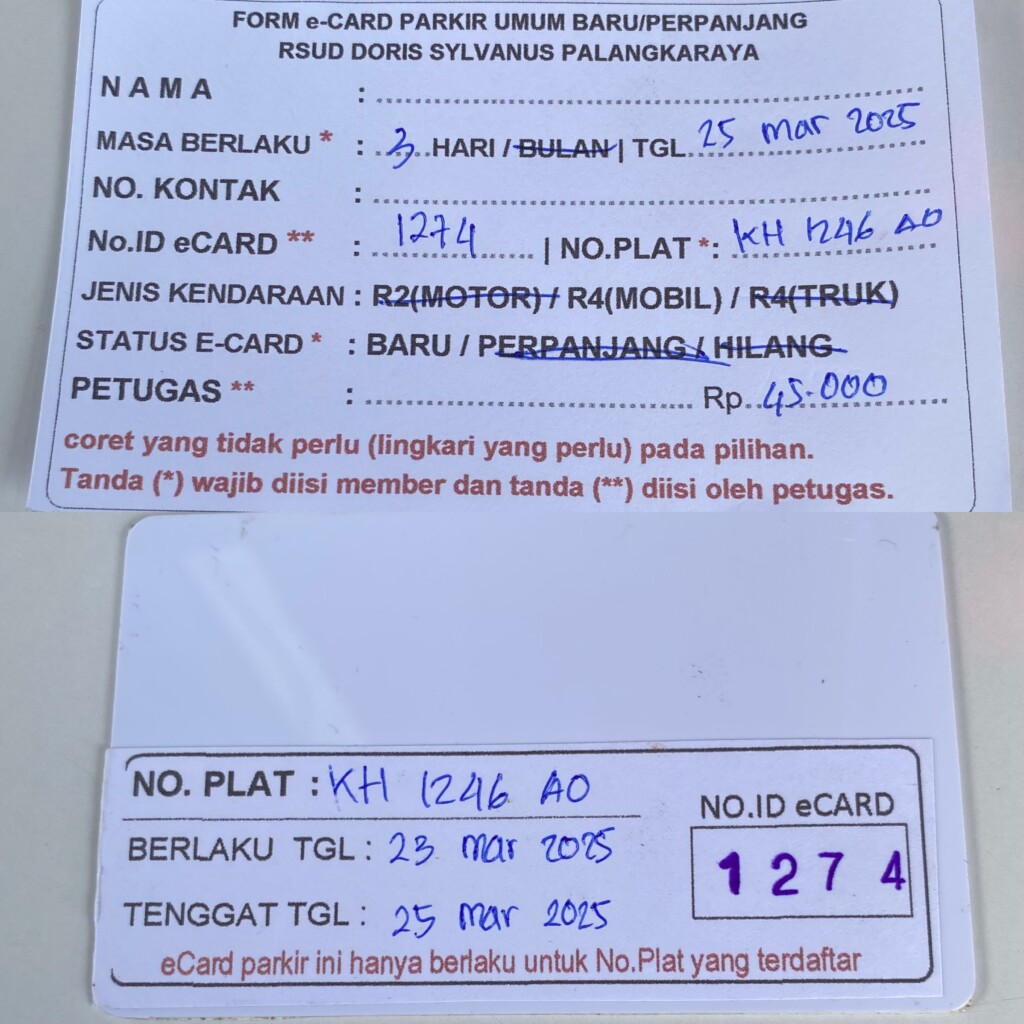 FORM e-CARD PARKIR UMUM BARU/PERPANJANG
RSUD DORIS SYLVANUS PALANGKARAYA
N A M A :
MASA BERLAKU * : 3 HARI / BULAN | TGL 25 Mar 2025
NO. KONTAK :
No.ID eCARD ** : 1274 | NO.PLAT *: KH 1246 AO
JENIS KENDARAAN : R2(MOTOR) / R4(MOBIL) / R4(TRUK)
STATUS E-CARD * : BARU / PERPANJANG / HILANG
PETUGAS ** : Rp. 45.000
coret yang tidak perlu (lingkari yang perlu) pada pilihan.
Tanda (*) wajib diisi member dan tanda (**) diisi oleh petugas.
NO. PLAT : KH 1246 AO
NO.ID eCARD
BERLAKU TGL : 23 Mar 2025
1274
TENGGAT TGL : 25 Mar 2025
eCard parkir ini hanya berlaku untuk No.Plat yang terdaftar